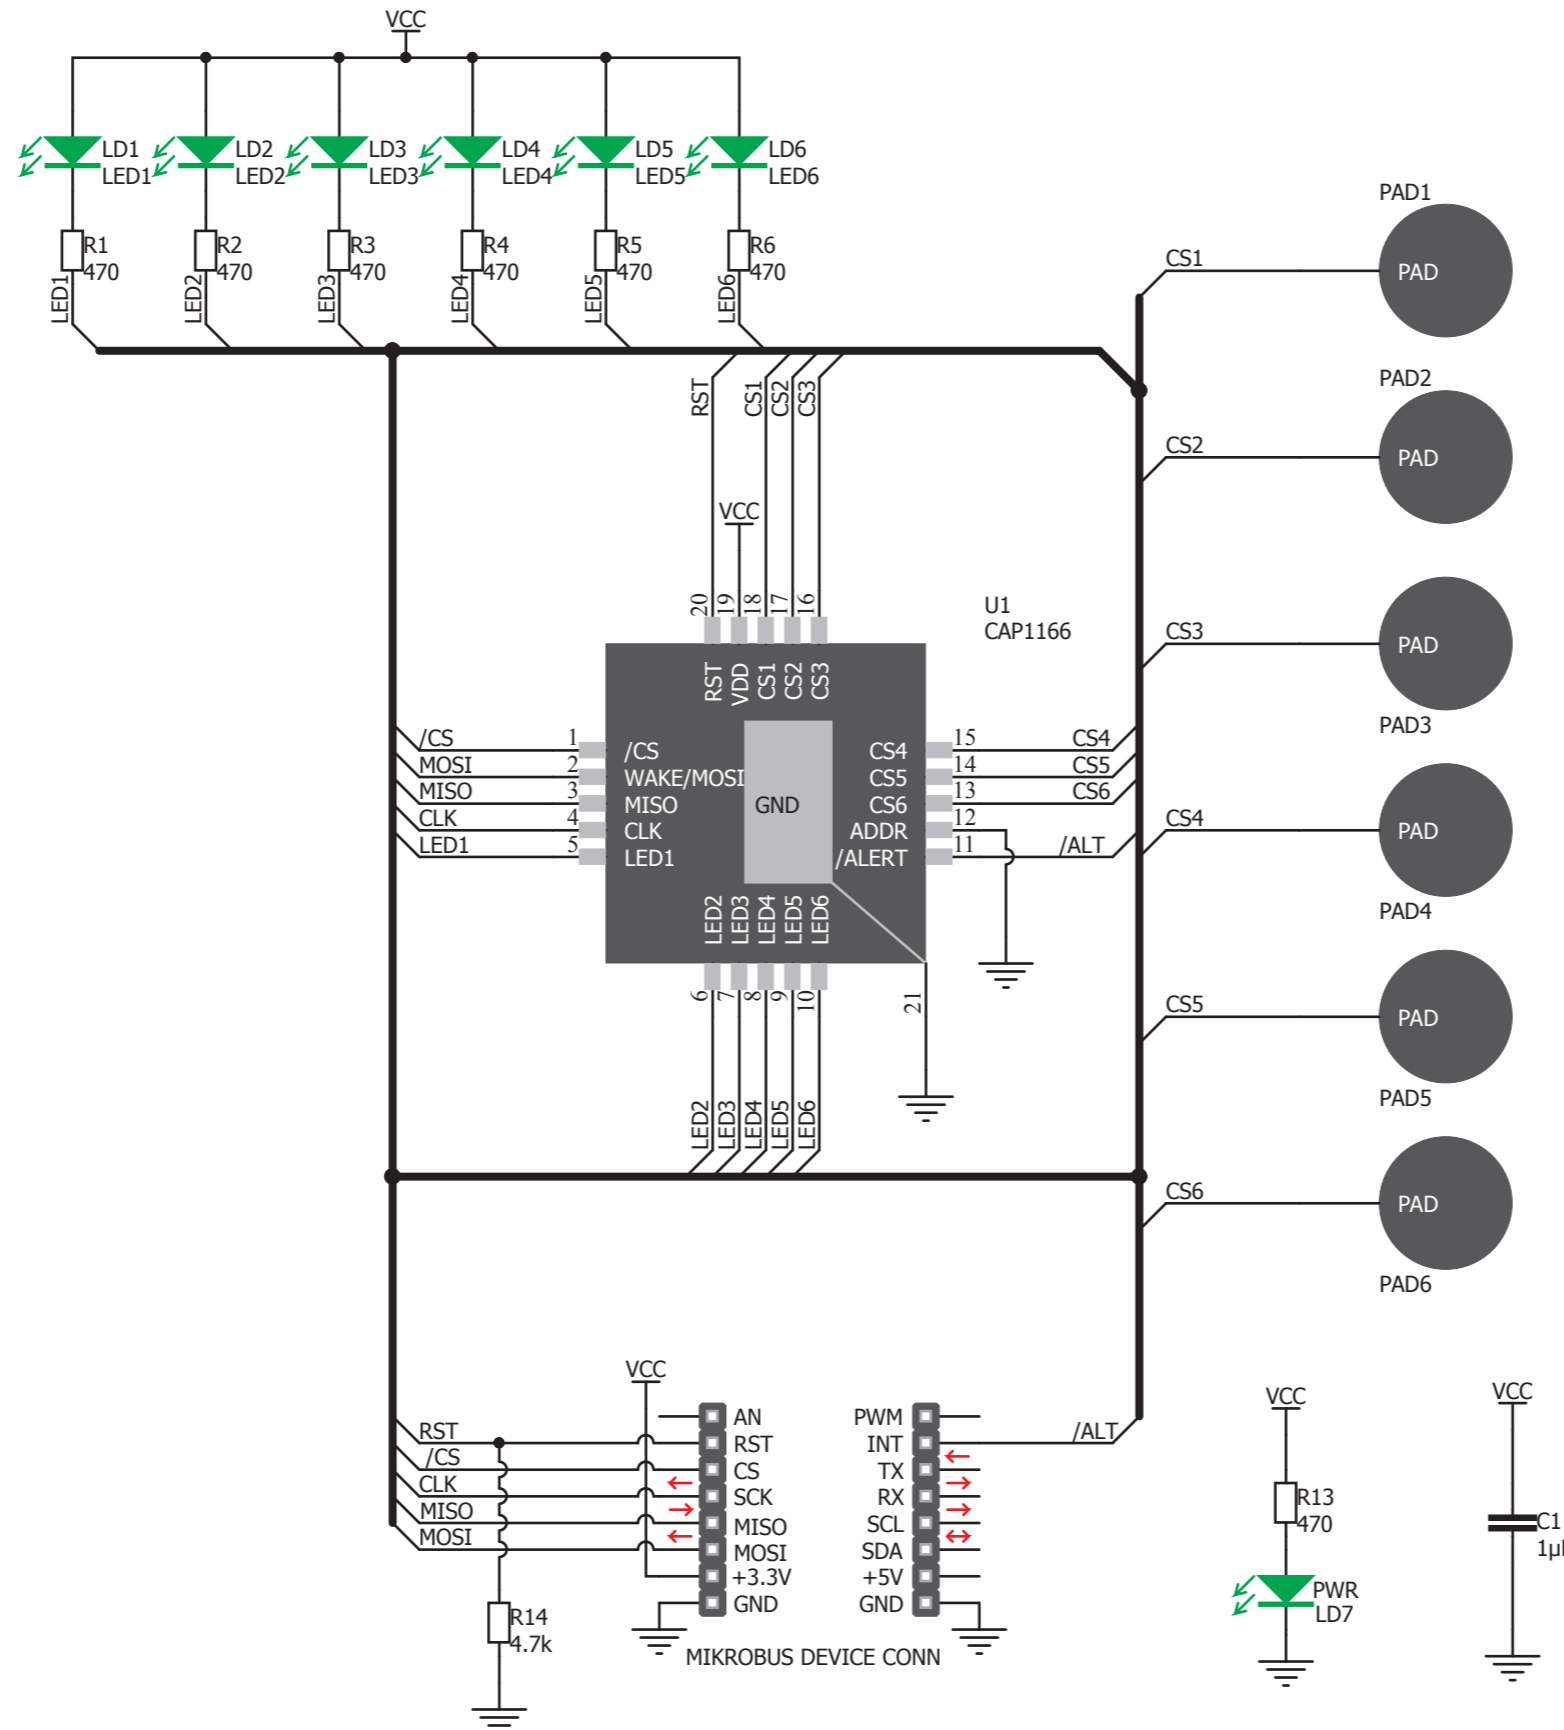 VCC
LD1
LED1
LD2
LED2
LD3
LED3
LD4
LED4
LD5
LED5
LD6
LED6
R1
470
R2
470
R3
470
R4
470
R5
470
R6
470
LED1
LED2
LED3
LED4
LED5
LED6
PAD1
CS1
PAD
PAD2
CS2
PAD
CS3
PAD
PAD3
CS4
PAD
PAD4
CS5
PAD
PAD5
CS6
PAD
PAD6
RST
CS1
CS2
CS3
VCC
20
19
18
17
16
U1
CAP1166
RST
VDD
CS1
CS2
CS3
/CS 1 /CS
MOSI 2 WAKE/MOSI
MISO 3 MISO
CLK 4 CLK
LED1 5 LED1
GND
CS4 15 CS4
CS5 14 CS5
CS6 13 CS6
ADDR 12
/ALERT 11 /ALT
LED2
LED3
LED4
LED5
LED6
6
7
8
9
10
21
LED2
LED3
LED4
LED5
LED6
VCC
AN
RST RST
/CS CS
CLK SCK
MISO MISO
MOSI MOSI
+3.3V
GND
PWM
INT /ALT
TX
RX
SCL
SDA
+5V
GND
MIKROBUS DEVICE CONN
R14
4.7k
VCC
R13
470
PWR
LD7
VCC
C1